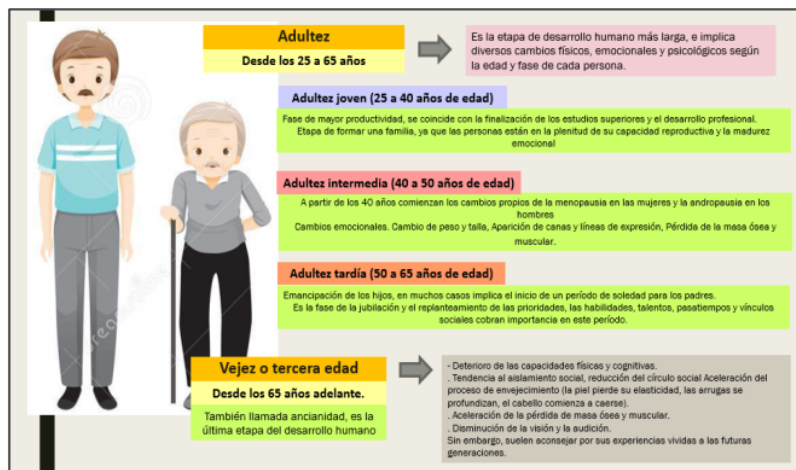 Adultez
Desde los 25 a 65 años
Es la etapa de desarrollo humano más larga, e implica
diversos cambios físicos, emocionales y psicológicos según
la edad y fase de cada persona.
Adultez joven (25 a 40 años de edad)
Fase de mayor productividad, se coincide con la finalización de los estudios superiores y el desarrollo profesional.
Etapa de formar una familia, ya que las personas están en la plenitud de su capacidad reproductiva y la madurez
emocional
Adultez intermedia (40 a 50 años de edad)
A partir de los 40 años comienzan los cambios propios de la menopausia en las mujeres y la andropausia en los
hombres
Cambios emocionales. Cambio de peso y talla, Aparición de canas y líneas de expresión, Pérdida de la masa ósea y
muscular.
Adultez tardía (50 a 65 años de edad)
Emancipación de los hijos, en muchos casos implica el inicio de un período de soledad para los padres.
Es la fase de la jubilación y el replanteamiento de las prioridades, las habilidades, talentos, pasatiempos y vínculos
sociales cobran importancia en este período.
Vejez o tercera edad
Desde los 65 años adelante.
También llamada ancianidad, es la
última etapa del desarrollo humano
- Deterioro de las capacidades físicas y cognitivas.
. Tendencia al aislamiento social, reducción del círculo social Aceleración del
proceso de envejecimiento (la piel pierde su elasticidad, las arrugas se
profundizan, el cabello comienza a caerse).
. Aceleración de la pérdida de masa ósea y muscular.
. Disminución de la visión y la audición.
Sin embargo, suelen aconsejar por sus experiencias vividas a las futuras
generaciones.